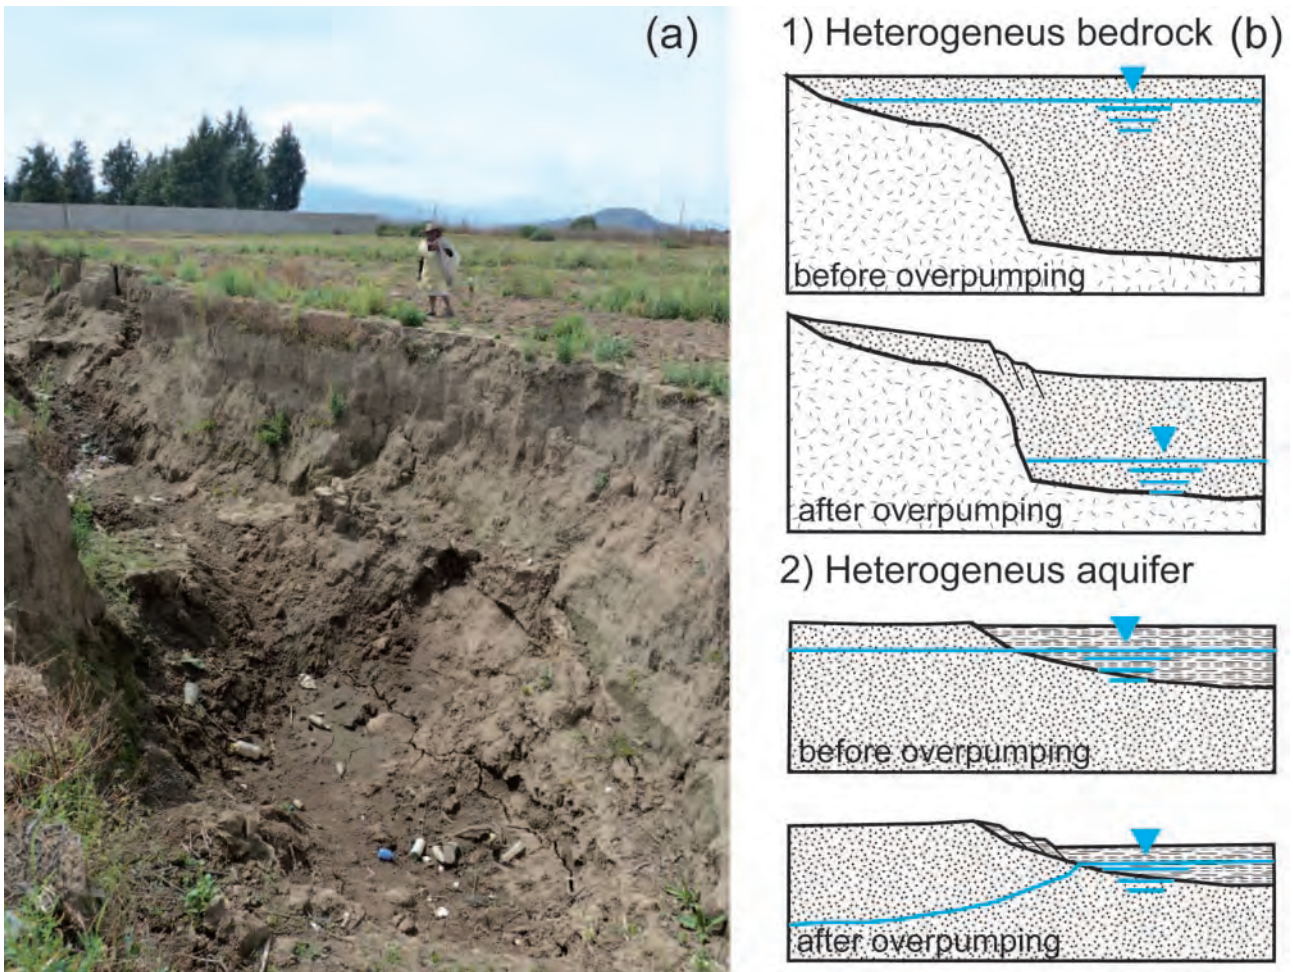 (a)
1) Heterogeneus bedrock (b)
before overpumping
after overpumping
2) Heterogeneus aquifer
before overpumping
after overpumping